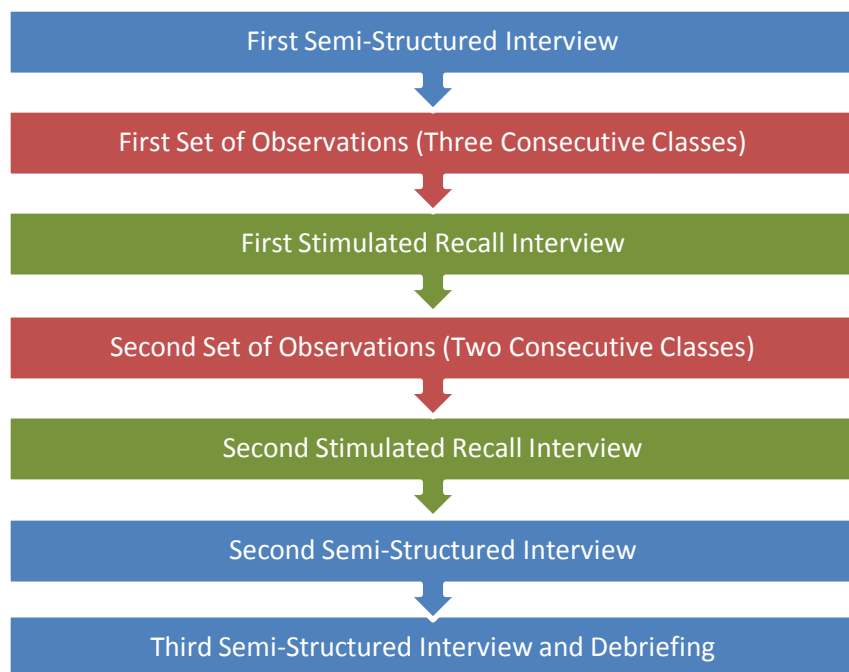 First Semi-Structured Interview
First Set of Observations (Three Consecutive Classes)
First Stimulated Recall Interview
Second Set of Observations (Two Consecutive Classes)
Second Stimulated Recall Interview
Second Semi-Structured Interview
Third Semi-Structured Interview and Debriefing